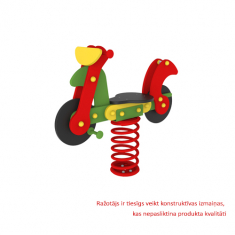 Ražotājs ir tiesīgs veikt konstruktīvas izmaiņas,
kas nepasliktina produkta kvalitāti